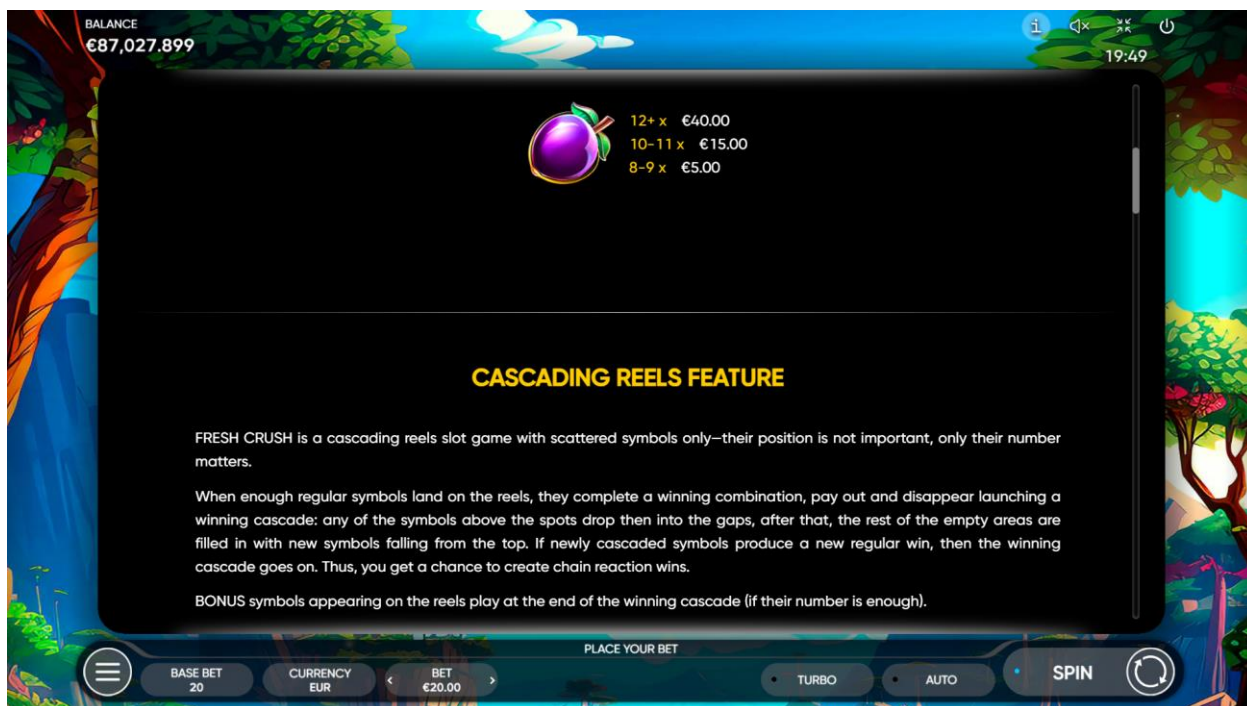 BALANCE
€87,027.899
19:49
12+ x €40.00
10-11 x €15.00
8-9 x €5.00
CASCADING REELS FEATURE
FRESH CRUSH is a cascading reels slot game with scattered symbols only—their position is not important, only their number
matters.
When enough regular symbols land on the reels, they complete a winning combination, pay out and disappear launching a
winning cascade: any of the symbols above the spots drop then into the gaps, after that, the rest of the empty areas are
filled in with new symbols falling from the top. If newly cascaded symbols produce a new regular win, then the winning
cascade goes on. Thus, you get a chance to create chain reaction wins.
BONUS symbols appearing on the reels play at the end of the winning cascade (if their number is enough).
PLACE YOUR BET
BASE BET
20
CURRENCY
EUR
BET
€20.00
TURBO
AUTO
SPIN